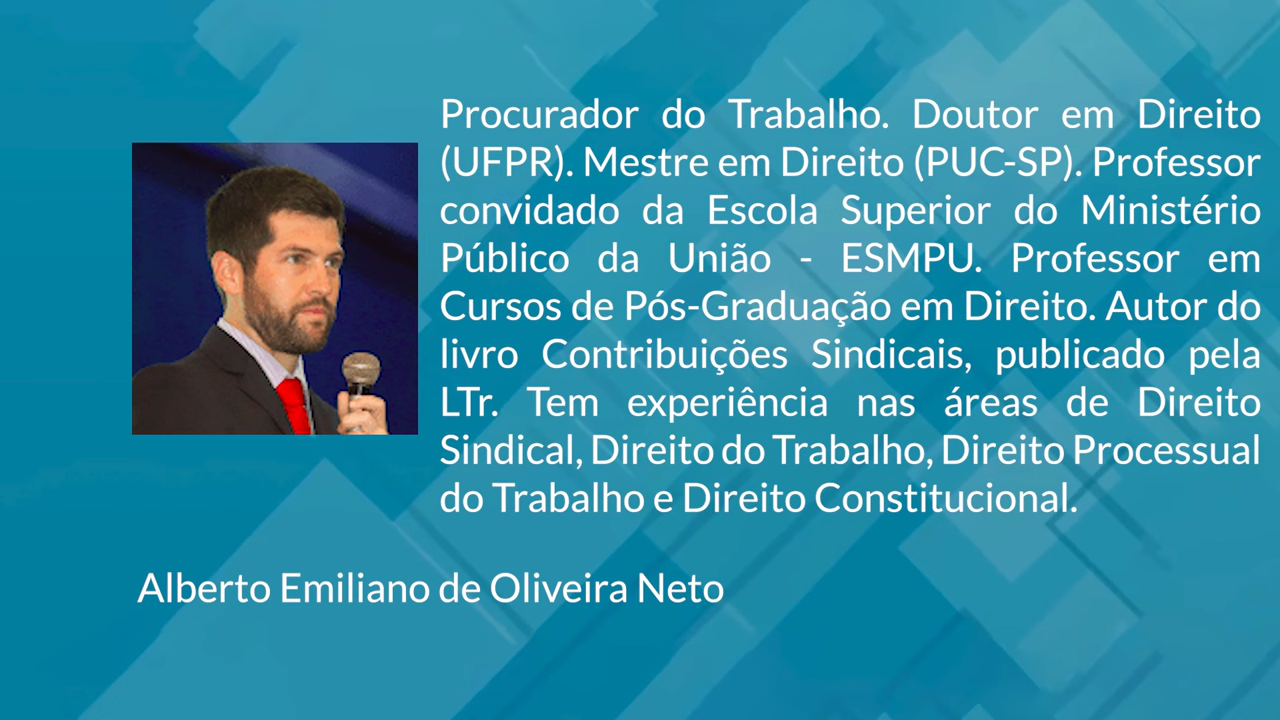 Procurador do Trabalho. Doutor em Direito
(UFPR). Mestre em Direito (PUC-SP). Professor
convidado da Escola Superior do Ministério
Público da União - ESMPU. Professor em
Cursos de Pós-Graduação em Direito. Autor do
livro Contribuições Sindicais, publicado pela
LTr. Tem experiência nas áreas de Direito
Sindical, Direito do Trabalho, Direito Processual
do Trabalho e Direito Constitucional.
Alberto Emiliano de Oliveira Neto